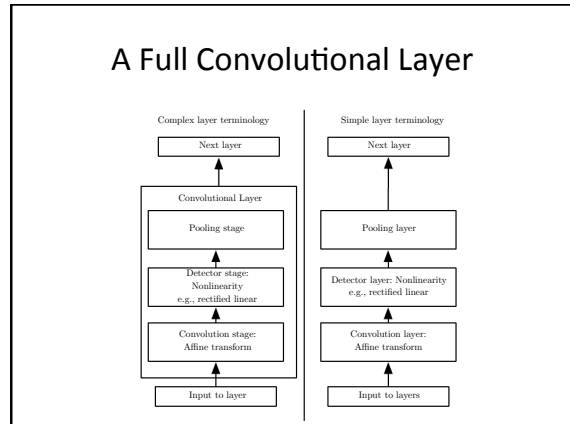 A Full Convolutional Layer
Complex layer terminology
Next layer
Convolutional Layer
Pooling stage
Detector stage:
Nonlinearity
e.g., rectified linear
Convolution stage:
Affine transform
Input to layer
Simple layer terminology
Next layer
Pooling layer
Detector layer: Nonlinearity
e.g., rectified linear
Convolution layer:
Affine transform
Input to layers